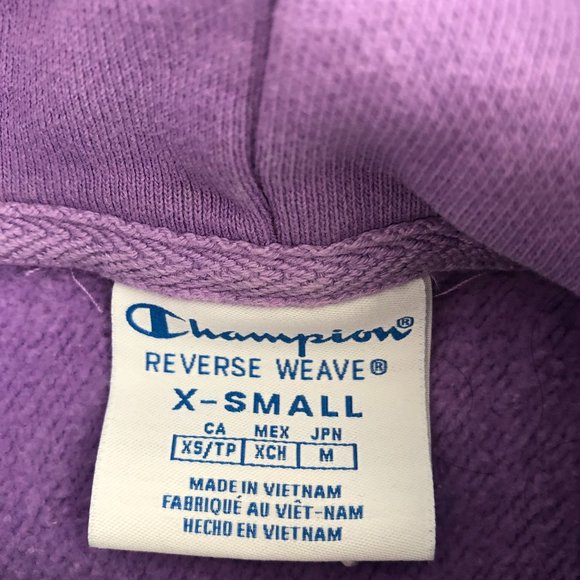 Champion®
REVERSE WEAVE®
X-SMALL
CA MEX JPN
XS/TP XCH M
MADE IN VIETNAM
FABRIQUÉ AU VIÊT-NAM
HECHO EN VIETNAM